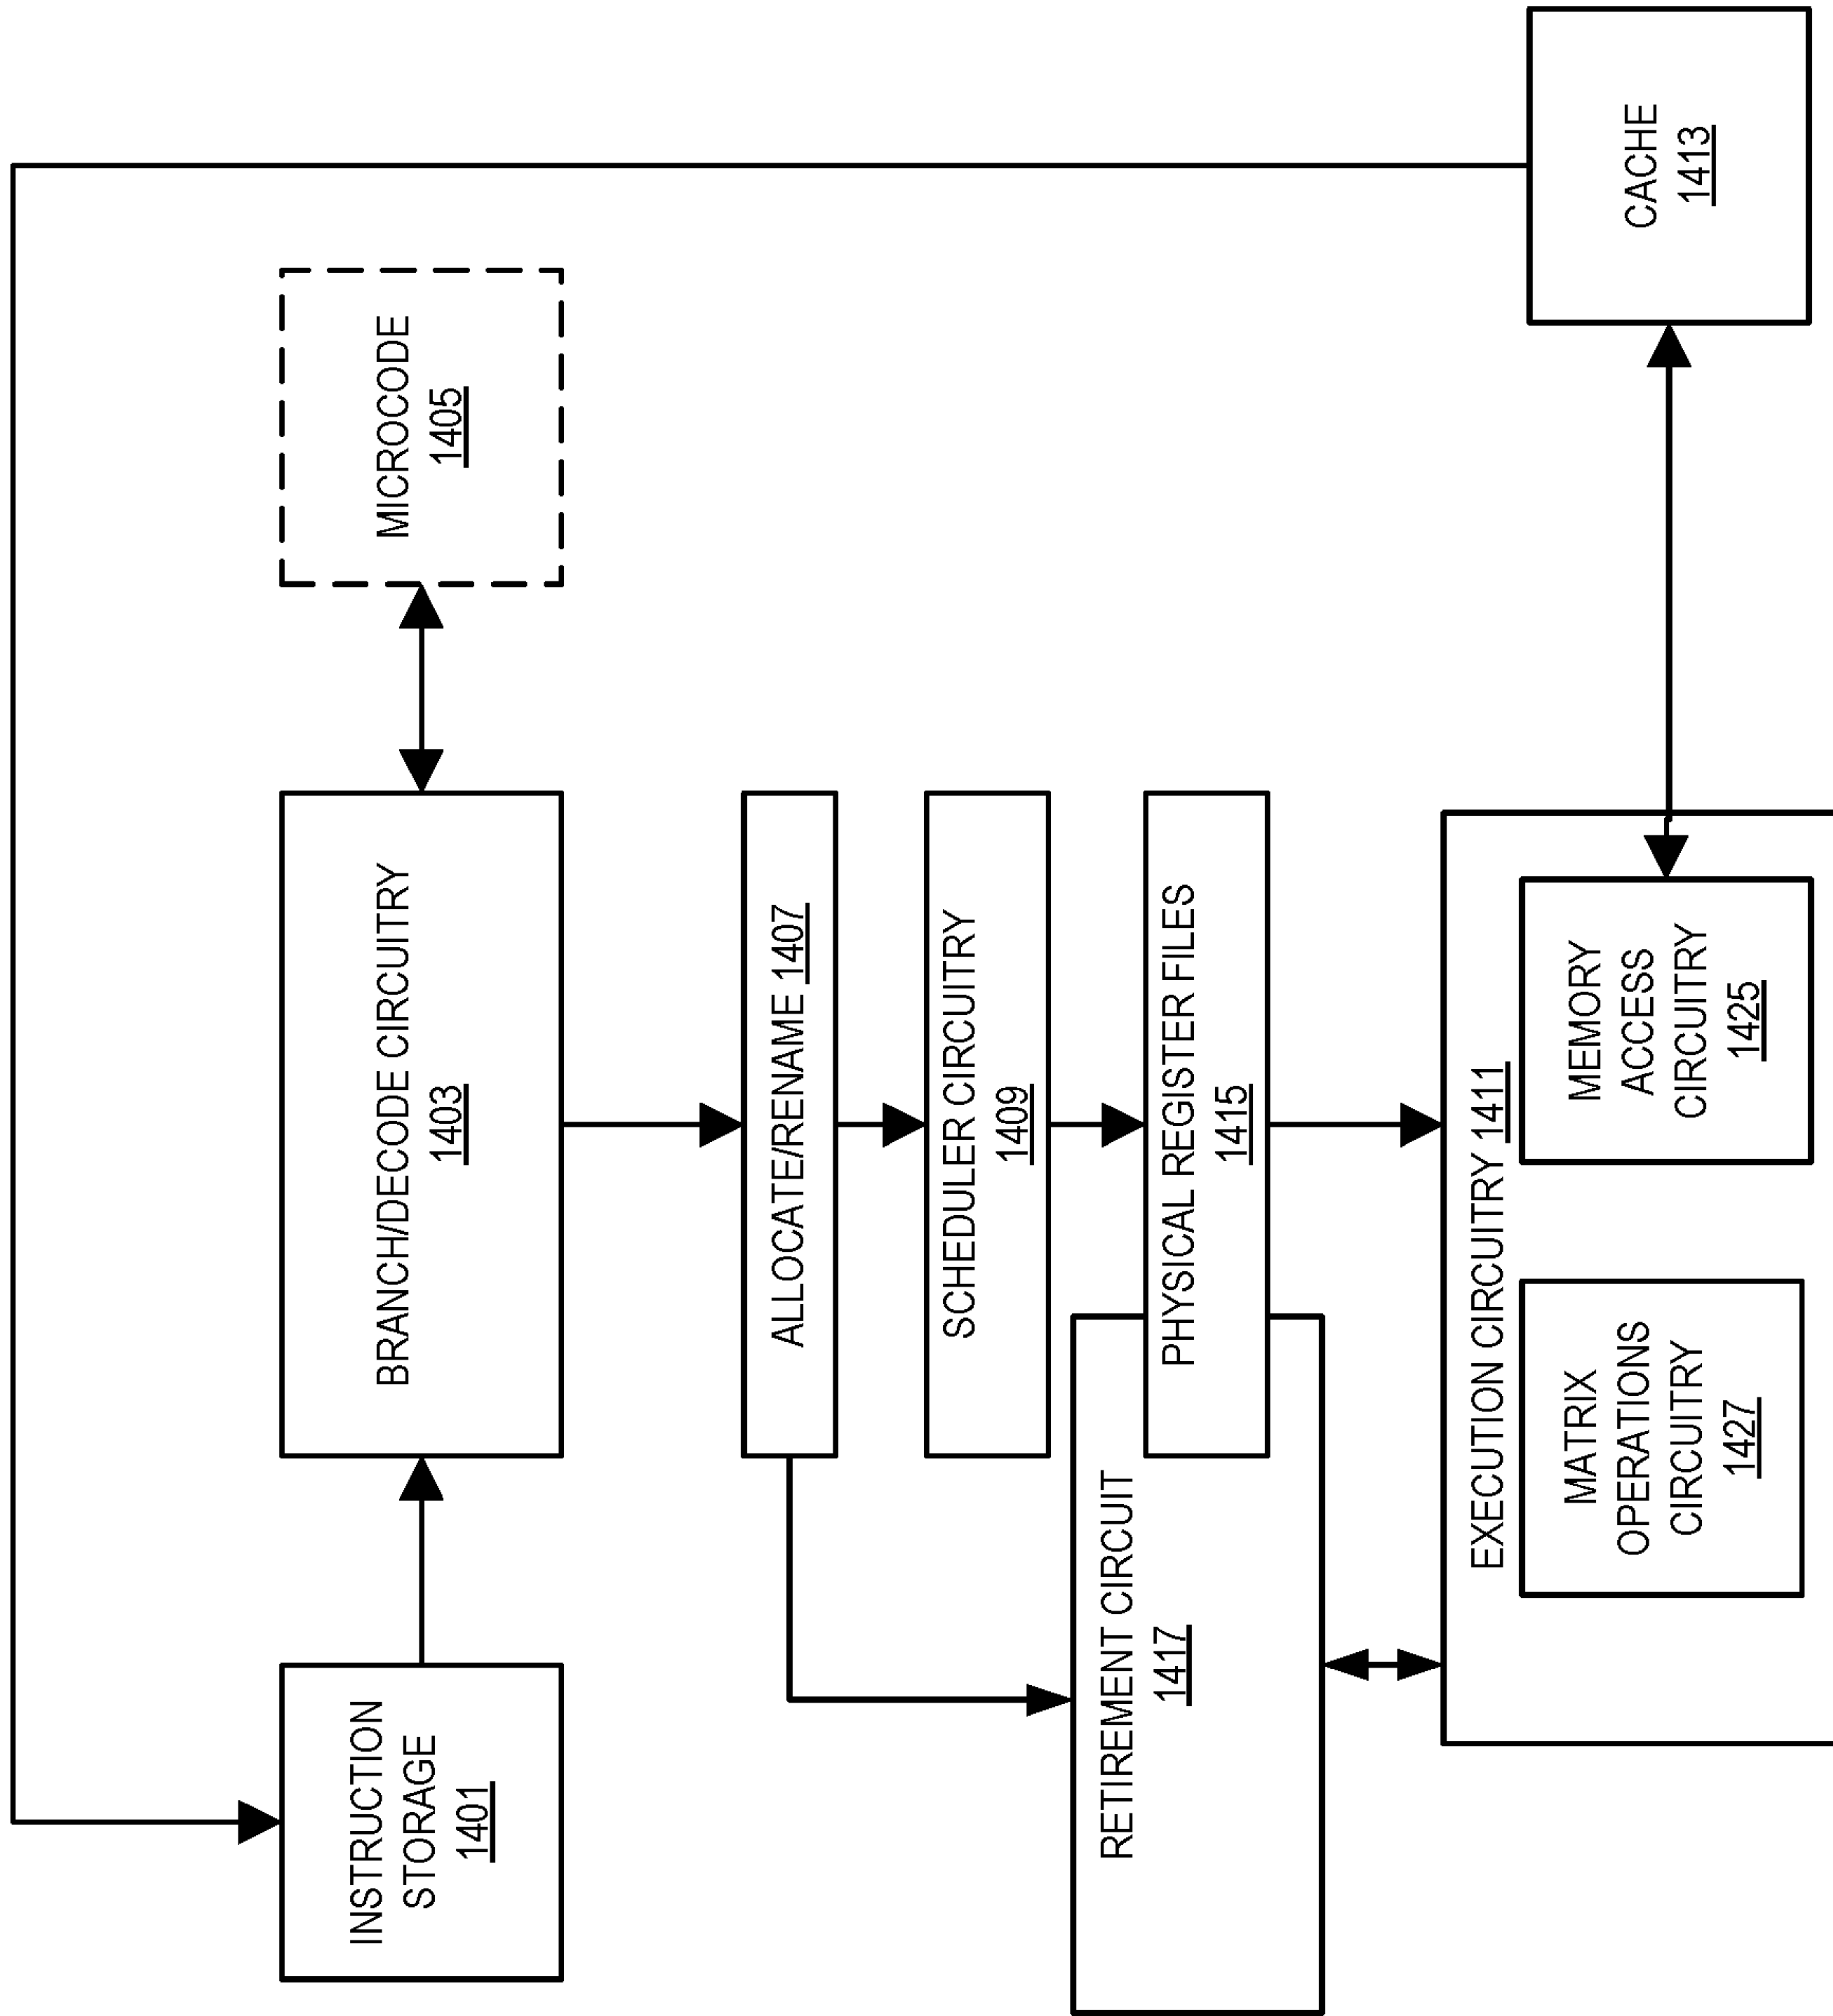 INSTRUCTION
STORAGE
1401
BRANCH/DECODE CIRCUITRY
1403
MICROCODE
1405
ALLOCATE/RENAME 1407
SCHEDULER CIRCUITRY
1409
RETIREMENT CIRCUIT
1417
PHYSICAL REGISTER FILES
1415
EXECUTION CIRCUITRY 1411
MATRIX
OPERATIONS
CIRCUITRY
1427
MEMORY
ACCESS
CIRCUITRY
1425
CACHE
1413